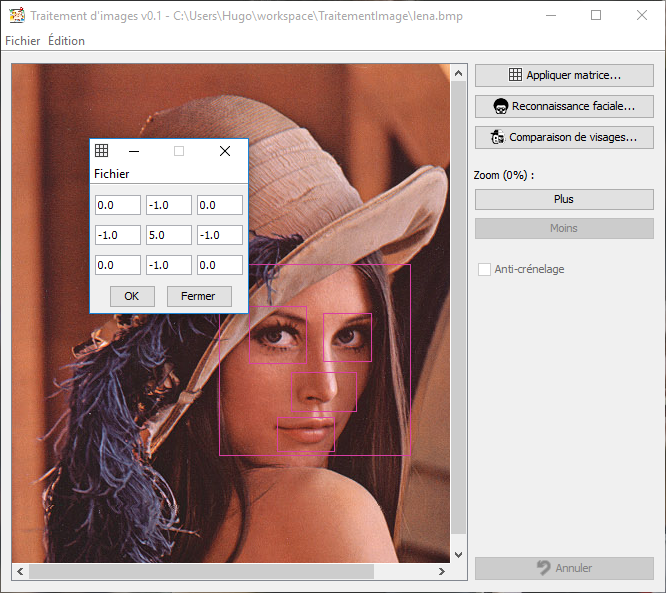 Traitement d'images v0.1 - C:\Users\Hugo\workspace\TraitementImage\lena.bmp
Fichier Édition
Appliquer matrice...
Reconnaissance faciale...
Comparaison de visages...
Zoom (0%) :
Plus
Moins
Anti-crénelage
Annuler
Fichier
0.0 -1.0 0.0
-1.0 5.0 -1.0
0.0 -1.0 0.0
OK Fermer